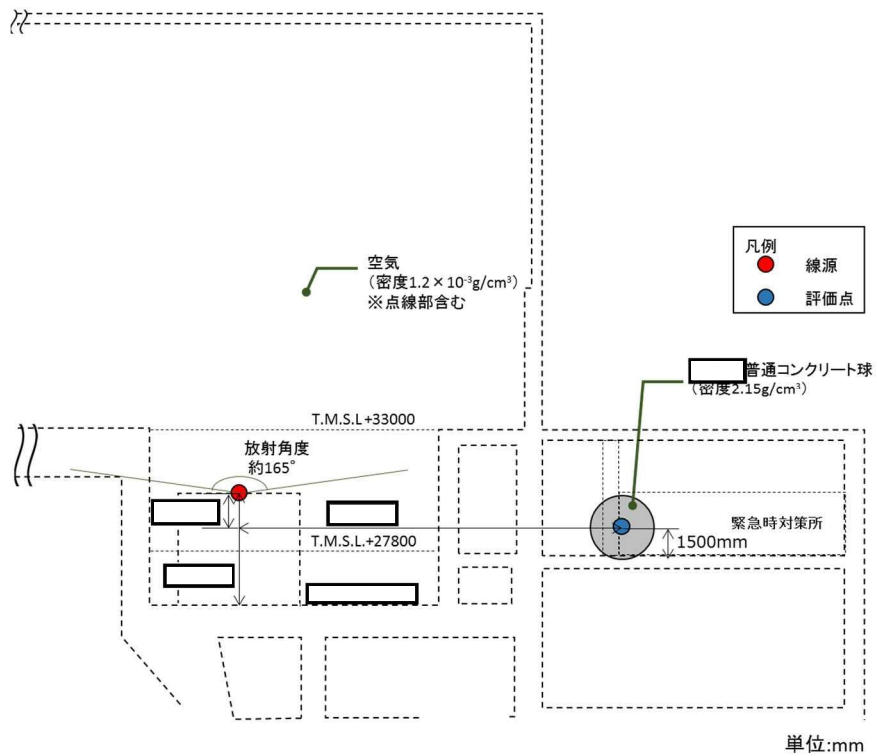 空気
(密度1.2×10⁻³g/cm³)
※点線部含む
凡例
線源
評価点
普通コンクリート球
(密度2.15g/cm³)
T.M.S.L+33000
放射角度
約165°
緊急時対策所
T.M.S.L.+27800
1500mm
単位:mm